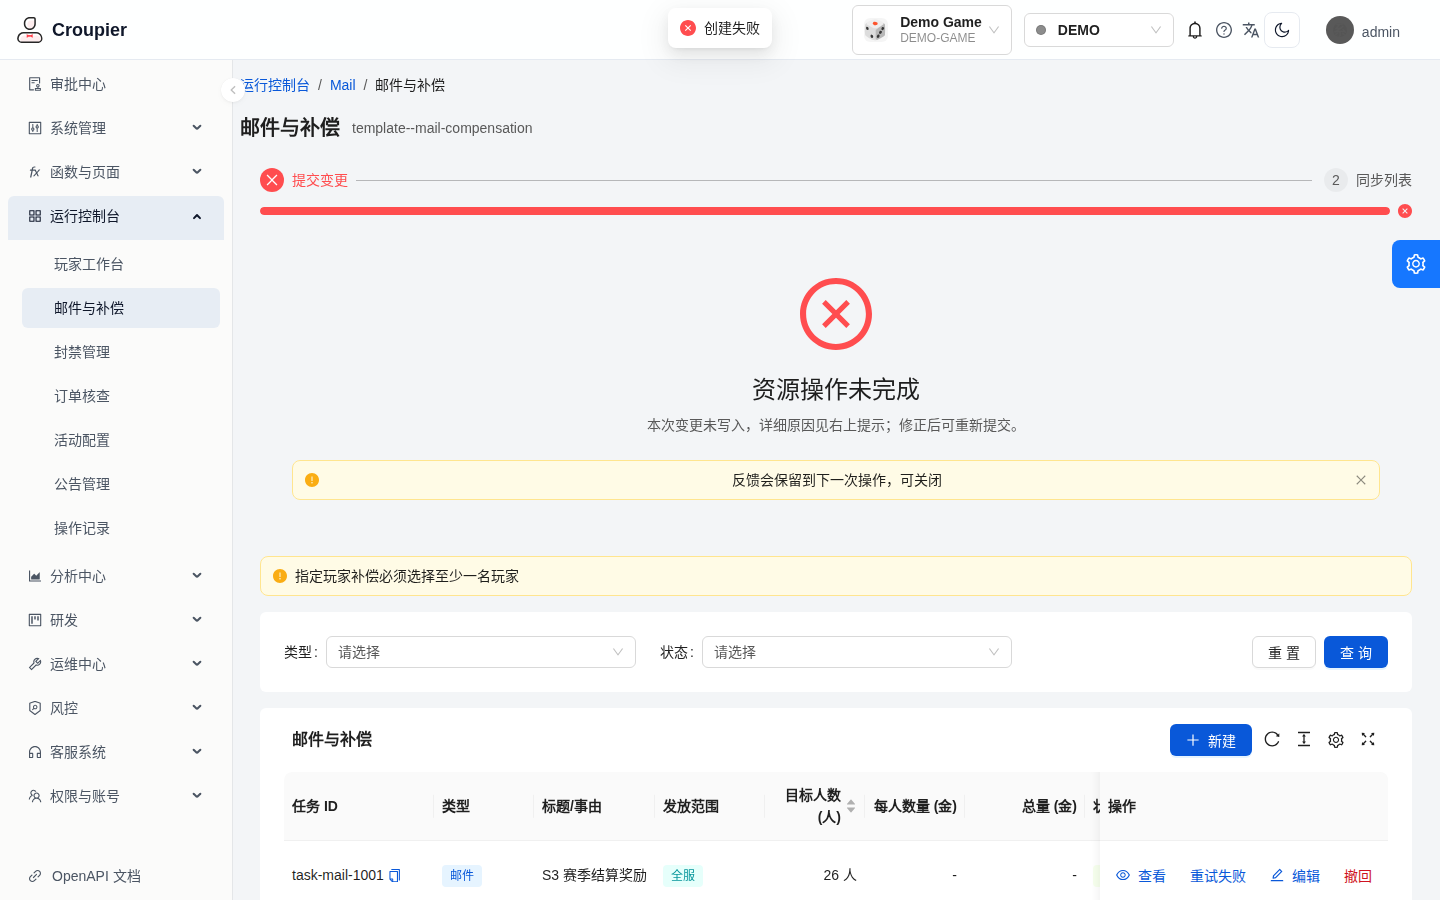 Croupier
创建失败
Demo Game
DEMO-GAME
DEMO
admin
审批中心
系统管理
函数与页面
运行控制台
玩家工作台
邮件与补偿
封禁管理
订单核查
活动配置
公告管理
操作记录
分析中心
研发
运维中心
风控
客服系统
权限与账号
OpenAPI 文档
运行控制台 / Mail / 邮件与补偿
邮件与补偿 template--mail-compensation
提交变更
2 同步列表
资源操作未完成
本次变更未写入，详细原因见右上提示；修正后可重新提交。
反馈会保留到下一次操作，可关闭
指定玩家补偿必须选择至少一名玩家
类型: 请选择
状态: 请选择
重 置
查 询
邮件与补偿
新建
任务 ID 类型 标题/事由 发放范围 目标人数 (人) 每人数量 (金) 总量 (金) 操作
task-mail-1001 邮件 S3 赛季结算奖励 全服 26 人 - - 查看 重试失败 编辑 撤回